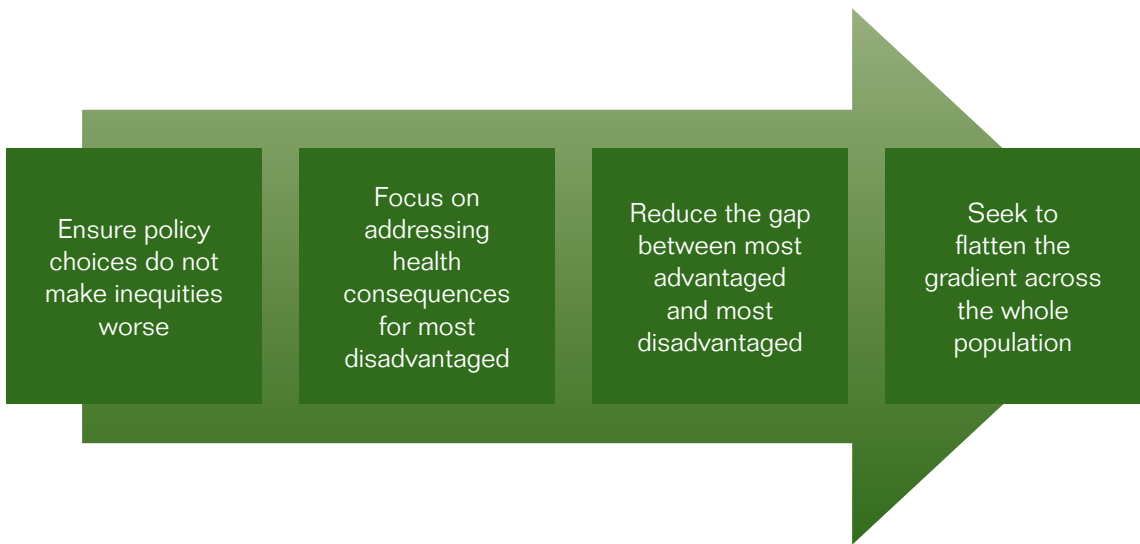 Ensure policy
choices do not
make inequities
worse
Focus on
addressing
health
consequences
for most
disadvantaged
Reduce the gap
between most
advantaged
and most
disadvantaged
Seek to
flatten the
gradient across
the whole
population